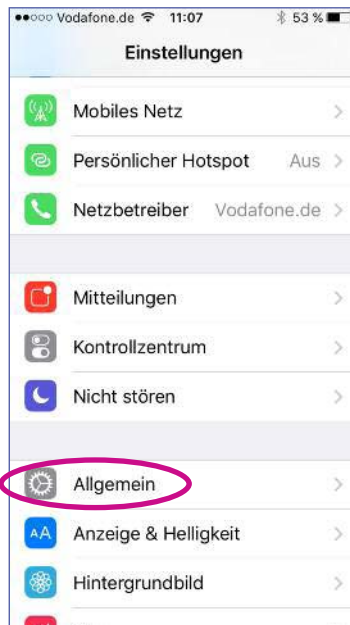 Vodafone.de 11:07 53 %
Einstellungen
Mobiles Netz
Persönlicher Hotspot Aus
Netzbetreiber Vodafone.de
Mitteilungen
Kontrollzentrum
Nicht stören
Allgemein
AA Anzeige & Helligkeit
Hintergrundbild